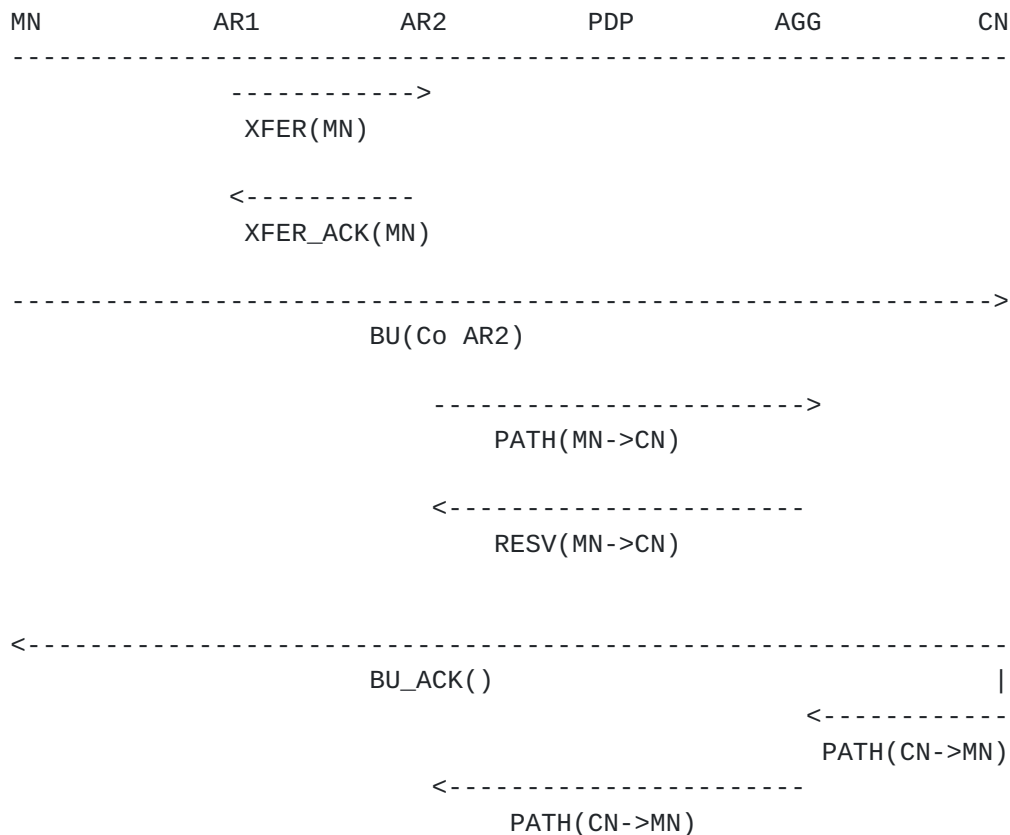 MN AR1 AR2 PDP AGG CN
----------------------------------------------------------------
------------>
XFER(MN)
<-----------
XFER_ACK(MN)
--------------------------------------------------------------->
BU(Co AR2)
------------------------>
PATH(MN->CN)
<-----------------------
RESV(MN->CN)
<---------------------------------------------------------------
BU_ACK() |
<------------
PATH(CN->MN)
<-----------------------
PATH(CN->MN)